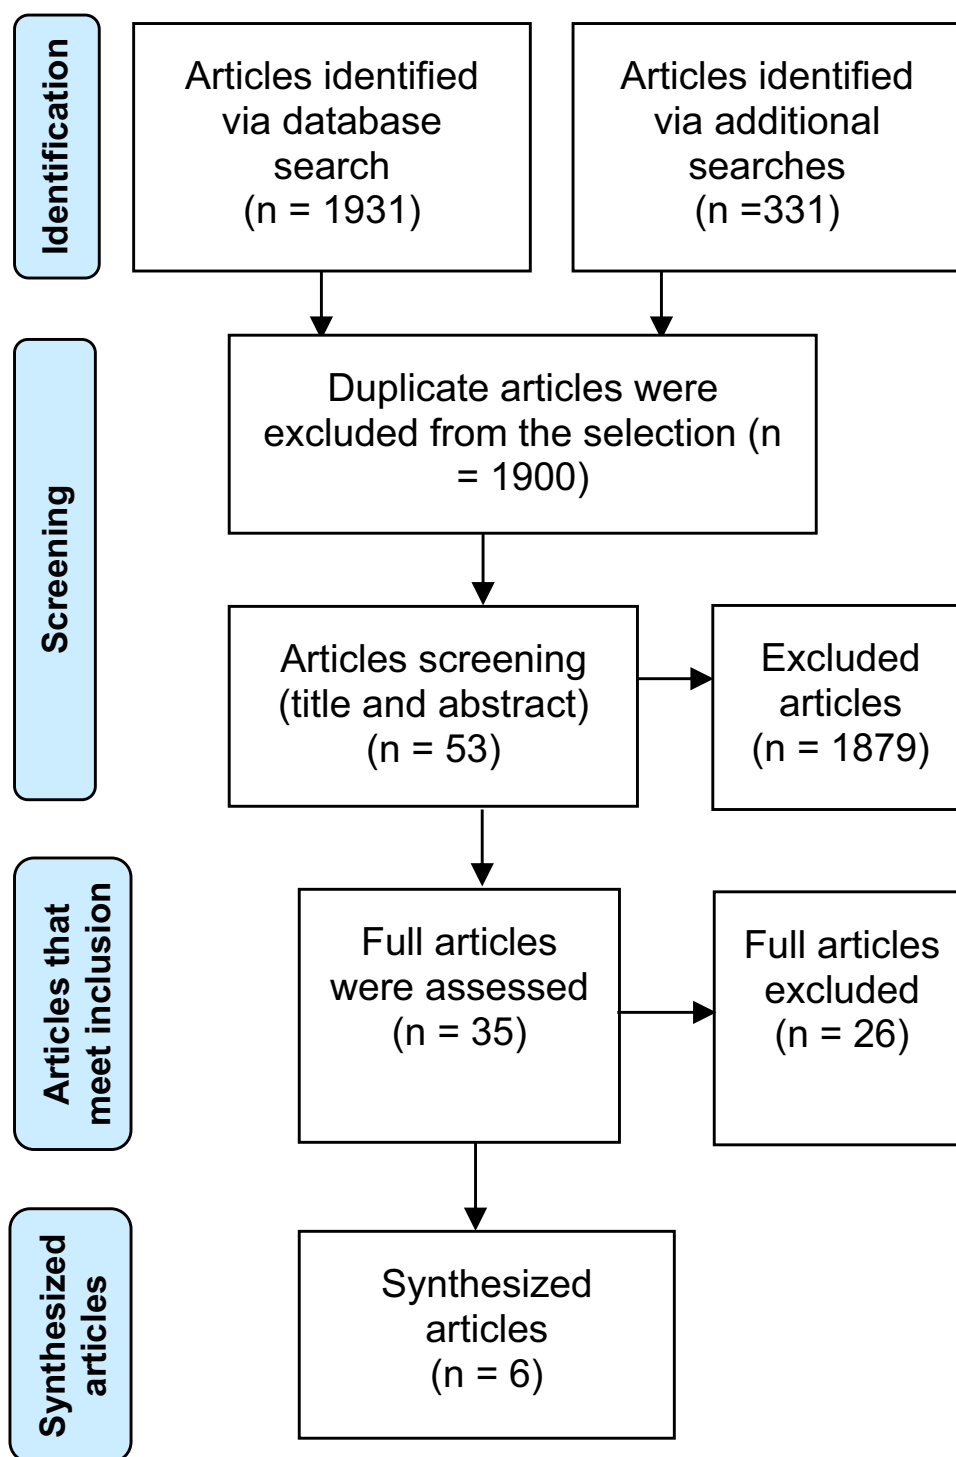 Identification
Articles identified
via database
search
(n = 1931)
Articles identified
via additional
searches
(n =331)
Screening
Duplicate articles were
excluded from the selection (n
= 1900)
Articles screening
(title and abstract)
(n = 53)
Excluded
articles
(n = 1879)
Articles that
meet inclusion
Full articles
were assessed
(n = 35)
Full articles
excluded
(n = 26)
Synthesized
articles
Synthesized
articles
(n = 6)